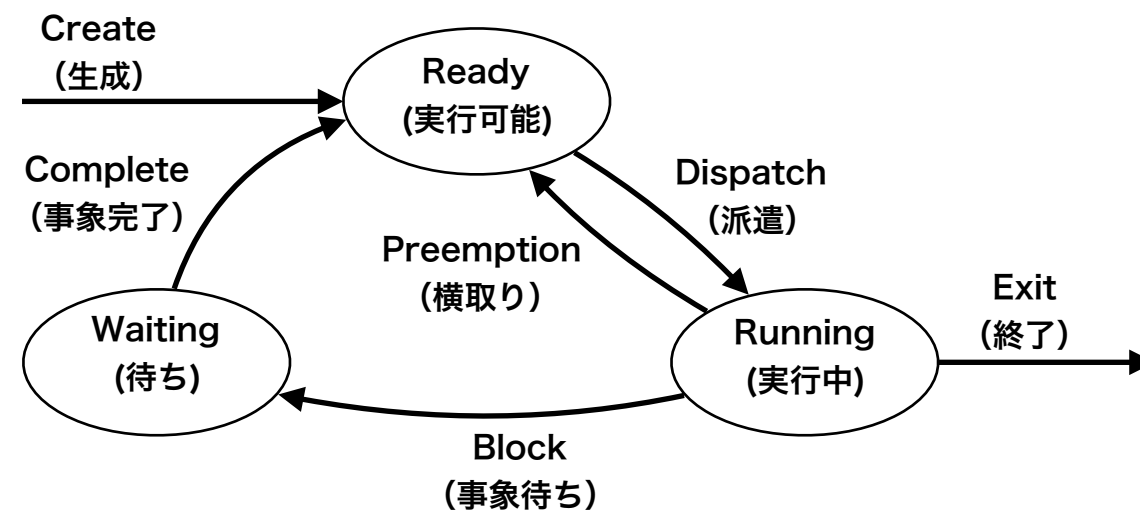 Create
（生成）
Ready
(実行可能)
Complete
（事象完了）
Dispatch
（派遣）
Preemption
（横取り）
Exit
（終了）
Waiting
(待ち)
Running
(実行中)
Block
（事象待ち）